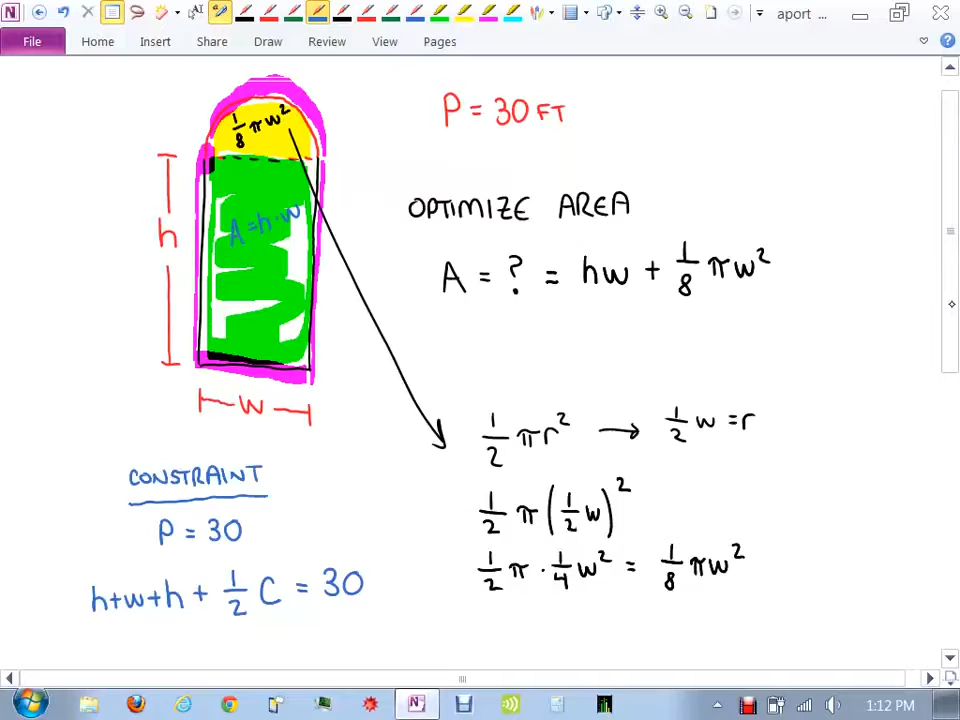 aport ...
File Home Insert Share Draw Review View Pages
1/8 πw²
P = 30 FT
A = h·w
h
OPTIMIZE AREA
A = ? = hw + 1/8 πw²
w
1/2 πr² → 1/2 w = r
CONSTRAINT
1/2 π (1/2 w)²
P = 30
1/2 π · 1/4 w² = 1/8 πw²
h+w+h + 1/2 C = 30
1:12 PM